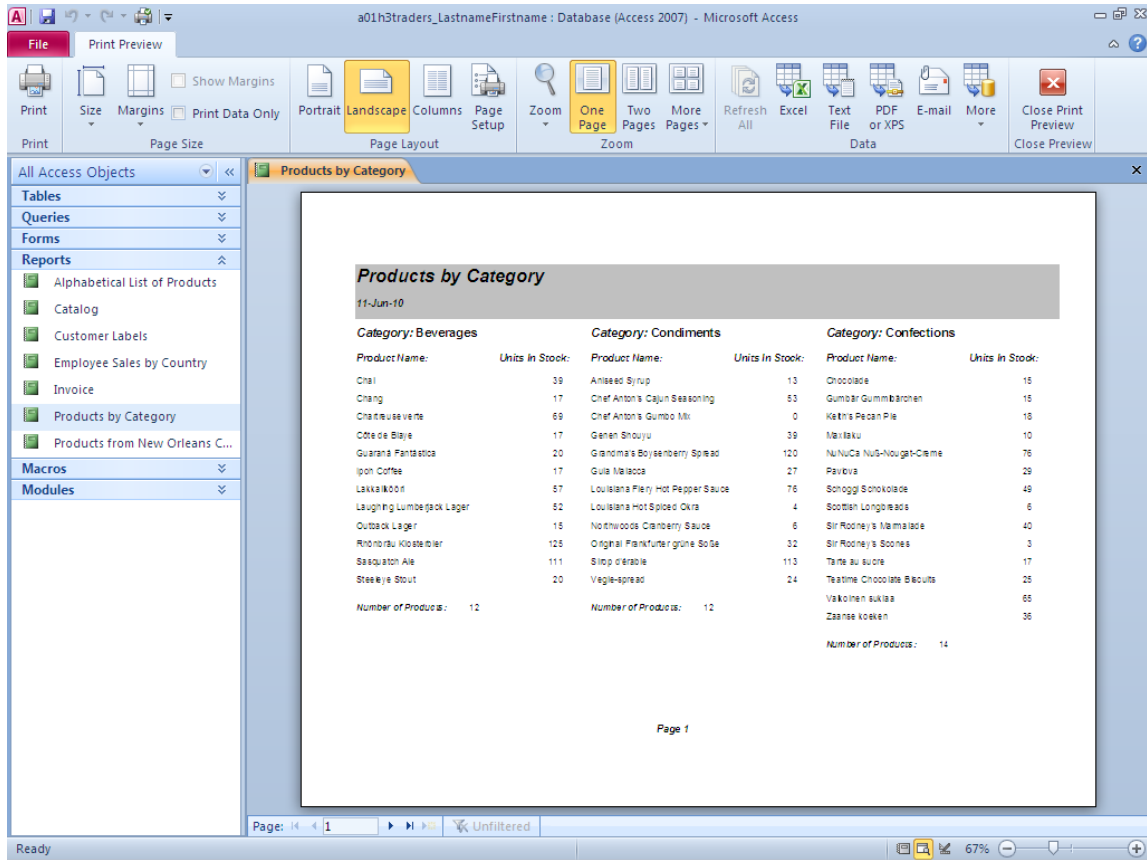 a01h3traders_LastnameFirstname : Database (Access 2007) - Microsoft Access
File Print Preview
Print
Size
Margins
Show Margins
Print Data Only
Portrait
Landscape
Columns
Page Setup
Zoom
One Page
Two Pages
More Pages
Refresh All
Excel
Text File
PDF or XPS
E-mail
More
Close Print Preview
Print
Page Size
Page Layout
Zoom
Data
Close Preview
All Access Objects
Tables
Queries
Forms
Reports
Alphabetical List of Products
Catalog
Customer Labels
Employee Sales by Country
Invoice
Products by Category
Products from New Orleans C...
Macros
Modules
Products by Category
Products by Category
11-Jun-10
Category: Beverages
Product Name: Units In Stock:
Chai 39
Chang 17
Chartreuse verte 69
Côte de Blaye 17
Guaraná Fantástica 20
Ipoh Coffee 17
Lakkalikööri 57
Laughing Lumberjack Lager 52
Outback Lager 15
Rhönbräu Klosterbier 125
Sasquatch Ale 111
Steeleye Stout 20
Number of Products: 12
Category: Condiments
Product Name: Units In Stock:
Aniseed Syrup 13
Chef Anton's Cajun Seasoning 53
Chef Anton's Gumbo Mix 0
Genen Shouyu 39
Grandma's Boysenberry Spread 120
Gula Malacca 27
Louisiana Fiery Hot Pepper Sauce 76
Louisiana Hot Spiced Okra 4
Northwoods Cranberry Sauce 6
Original Frankfurter grüne Soße 32
Sirop d'érable 113
Vegie-spread 24
Number of Products: 12
Category: Confections
Product Name: Units In Stock:
Chocolade 15
Gumbär Gummibärchen 15
Keith's Pecan Pie 18
Maxilaku 10
NuNuCa Nuß-Nougat-Creme 76
Pavlova 29
Schoggi Schokolade 49
Scottish Longbreads 6
Sir Rodney's Marmalade 40
Sir Rodney's Scones 3
Tarte au sucre 17
Teatime Chocolate Biscuits 25
Valkoinen suklaa 65
Zaanse koeken 36
Number of Products: 14
Page 1
Page: 1 Unfiltered
Ready
67%